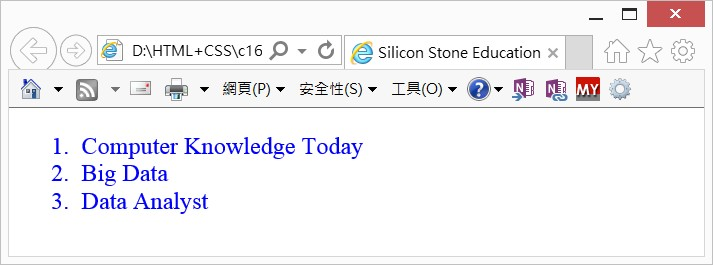 D:\HTML+CSS\c16
Silicon Stone Education
網頁(P) 安全性(S) 工具(O) ? N N MY
1. Computer Knowledge Today
2. Big Data
3. Data Analyst